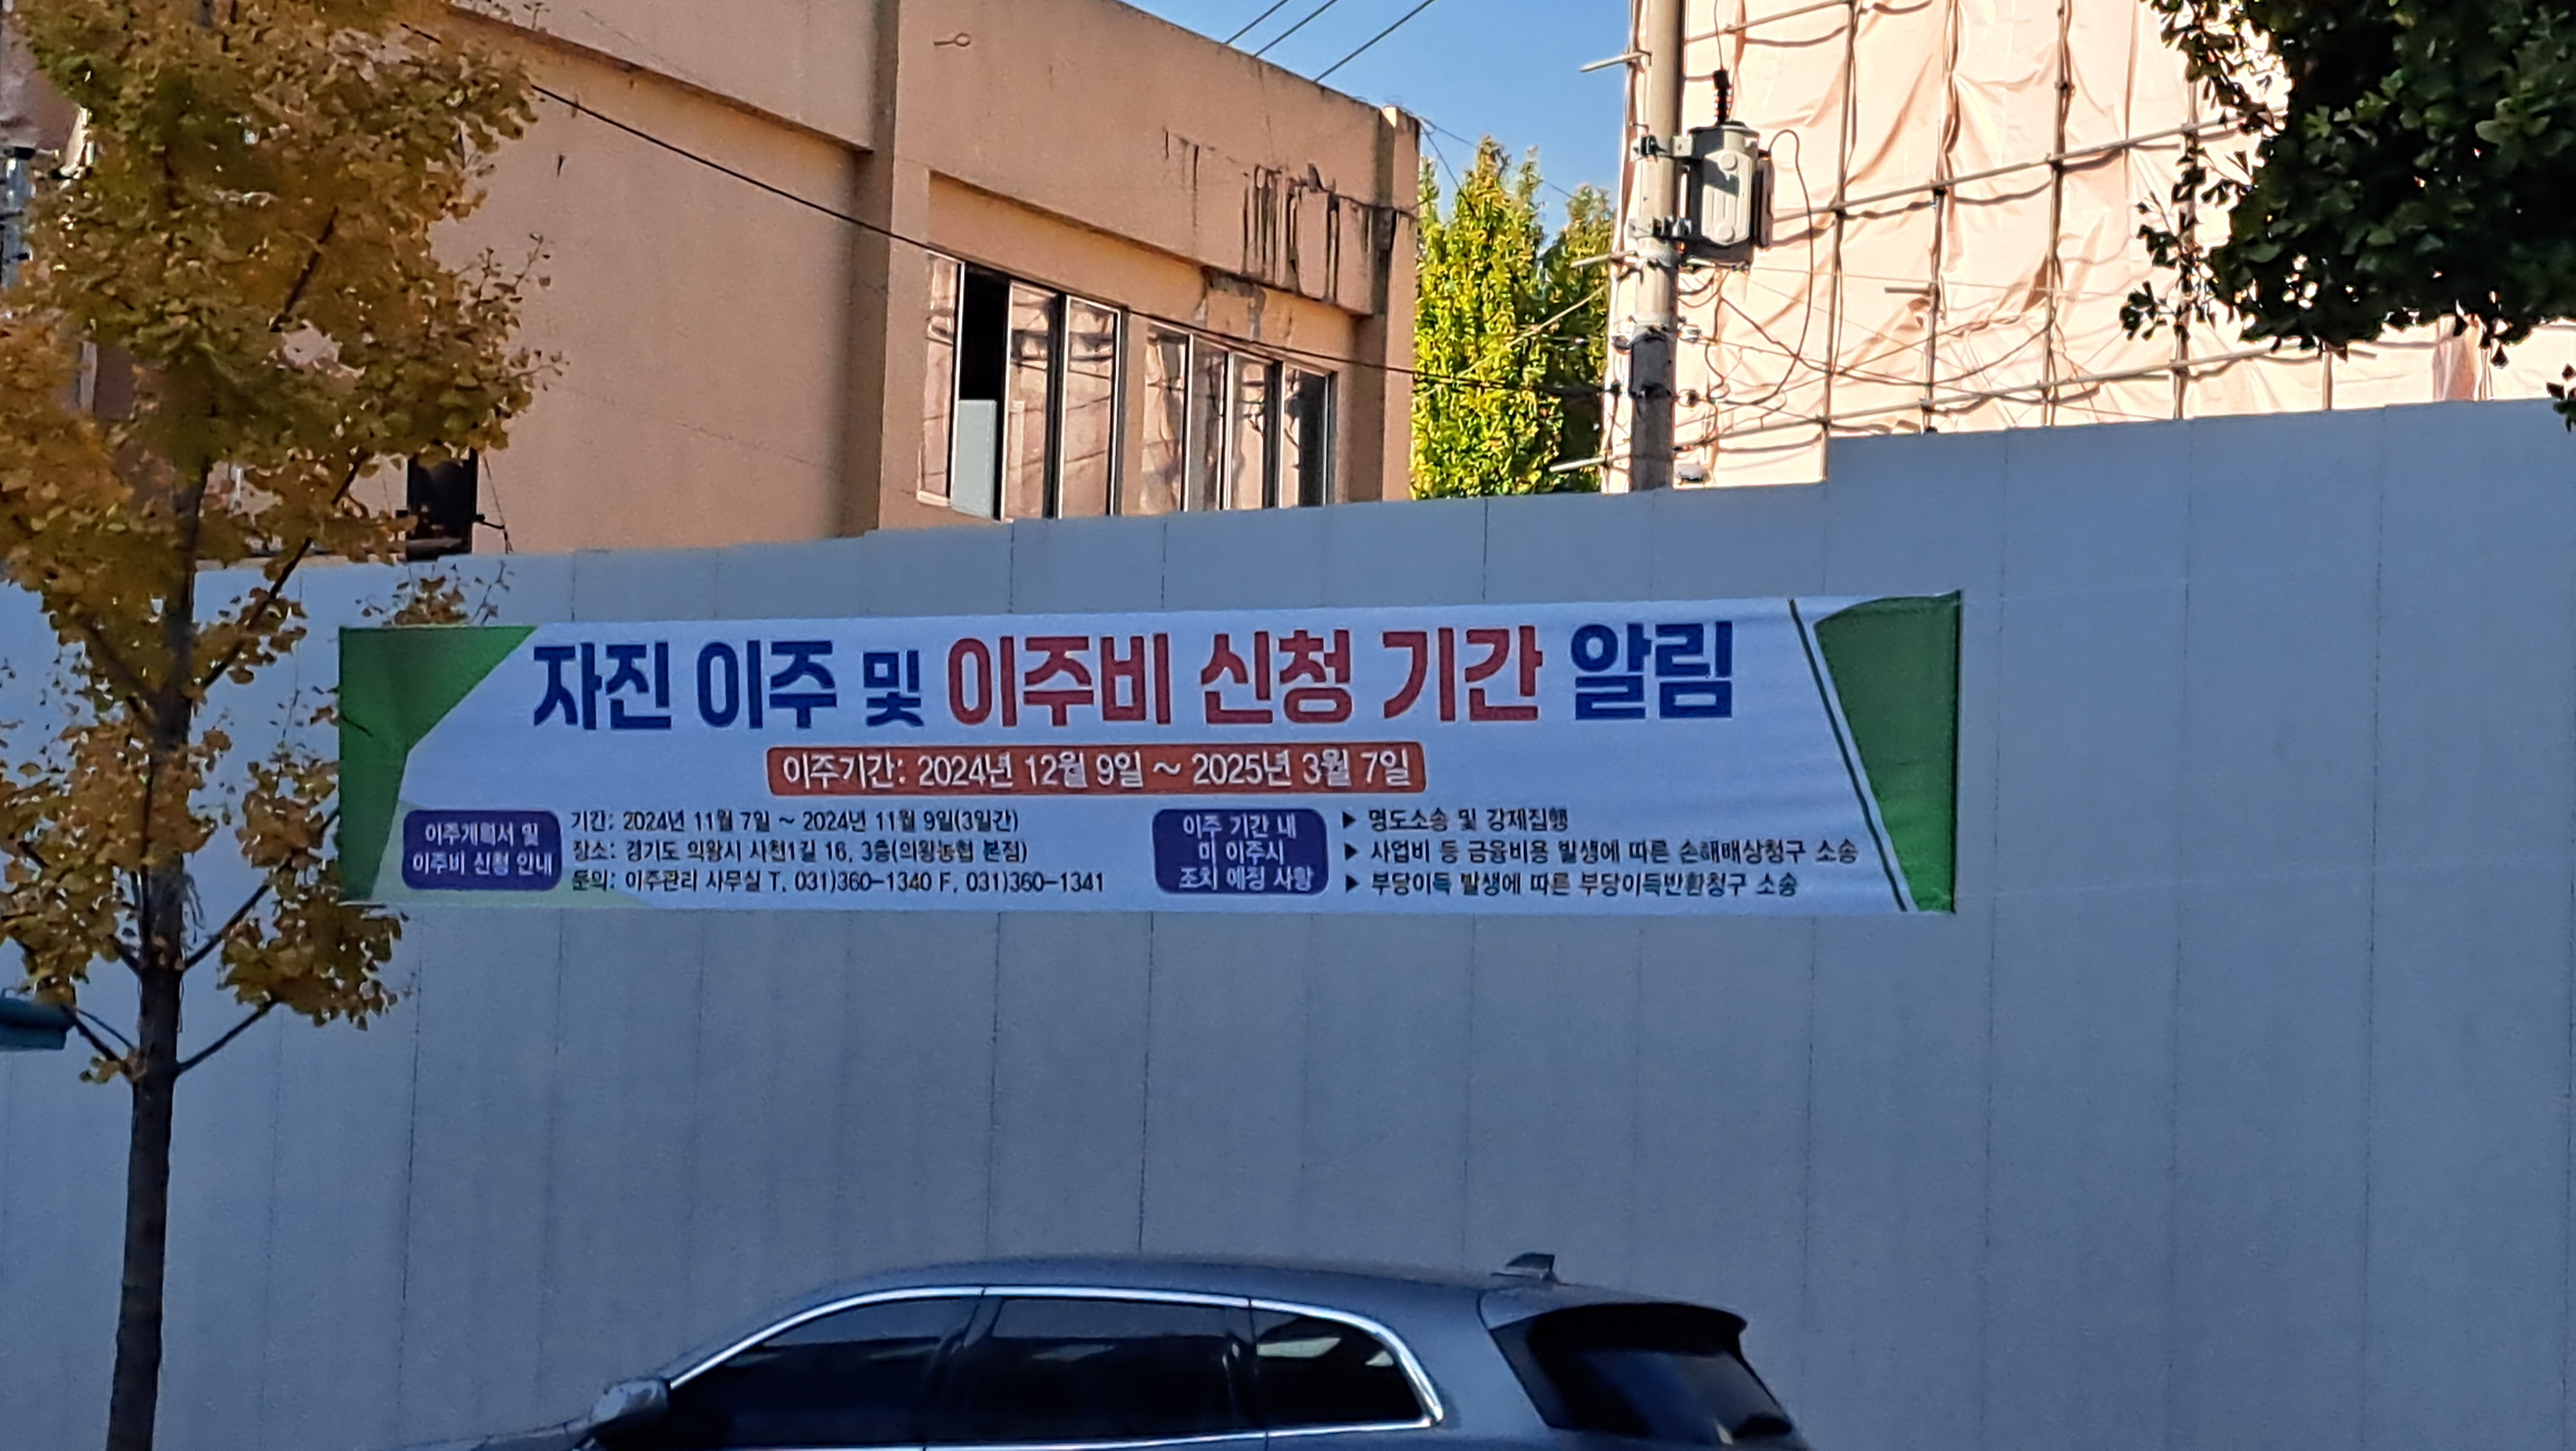 자진 이주 및 이주비 신청 기간 알림
이주기간: 2024년 12월 9일 ~ 2025년 3월 7일
이주계획서 및
이주비 신청 안내
기간: 2024년 11월 7일 ~ 2024년 11월 9일(3일간)
장소: 경기도 의왕시 사천1길 16, 3층(의왕농협 본점)
문의: 이주관리 사무실 T. 031)360-1340 F. 031)360-1341
이주 기간 내
미 이주시
조치 예정 사항
▶ 명도소송 및 강제집행
▶ 사업비 등 금융비용 발생에 따른 손해배상청구 소송
▶ 부당이득 발생에 따른 부당이득반환청구 소송